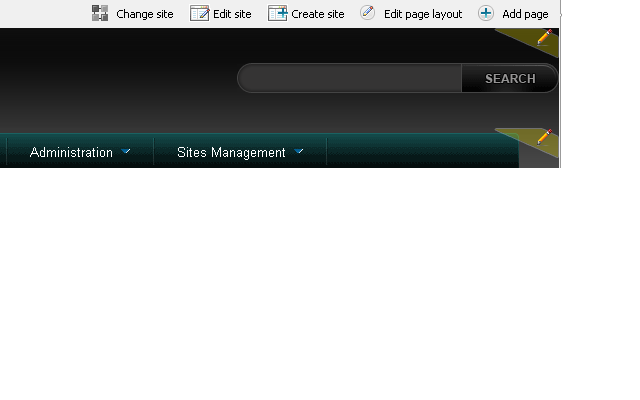 Change site Edit site Create site Edit page layout Add page
SEARCH
Administration Sites Management